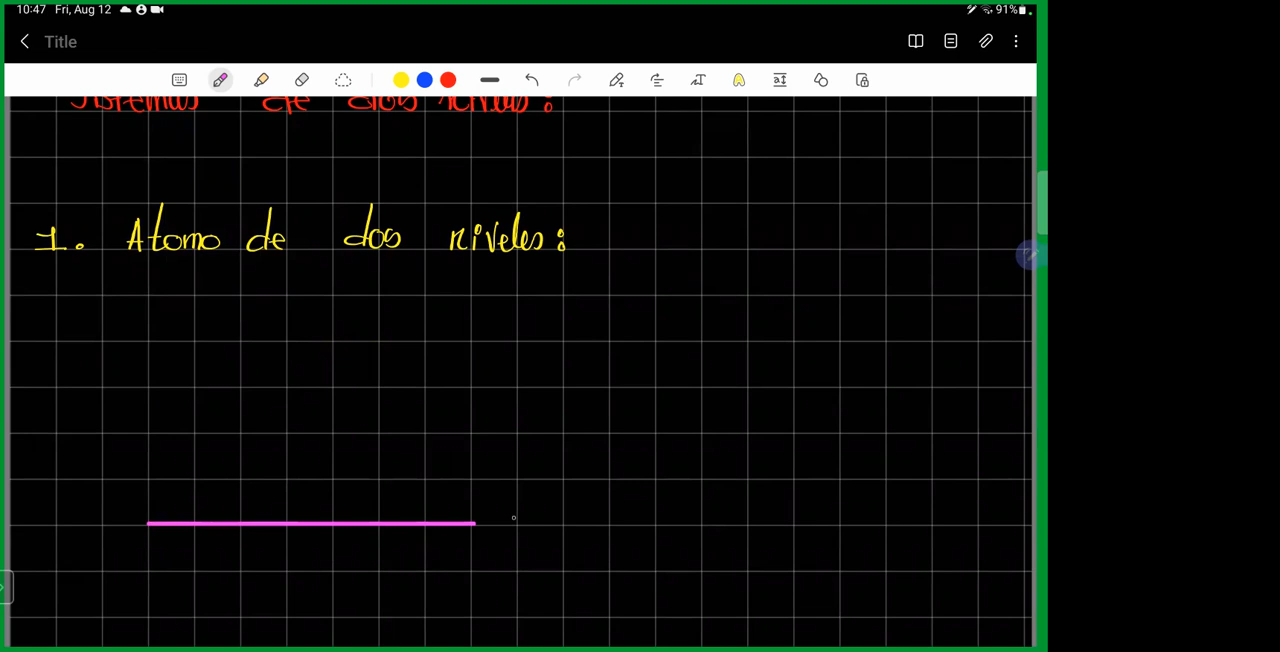 10:47 Fri, Aug 12
91%
Title
Sistemas de dos niveles:
1. Atomo de dos niveles: